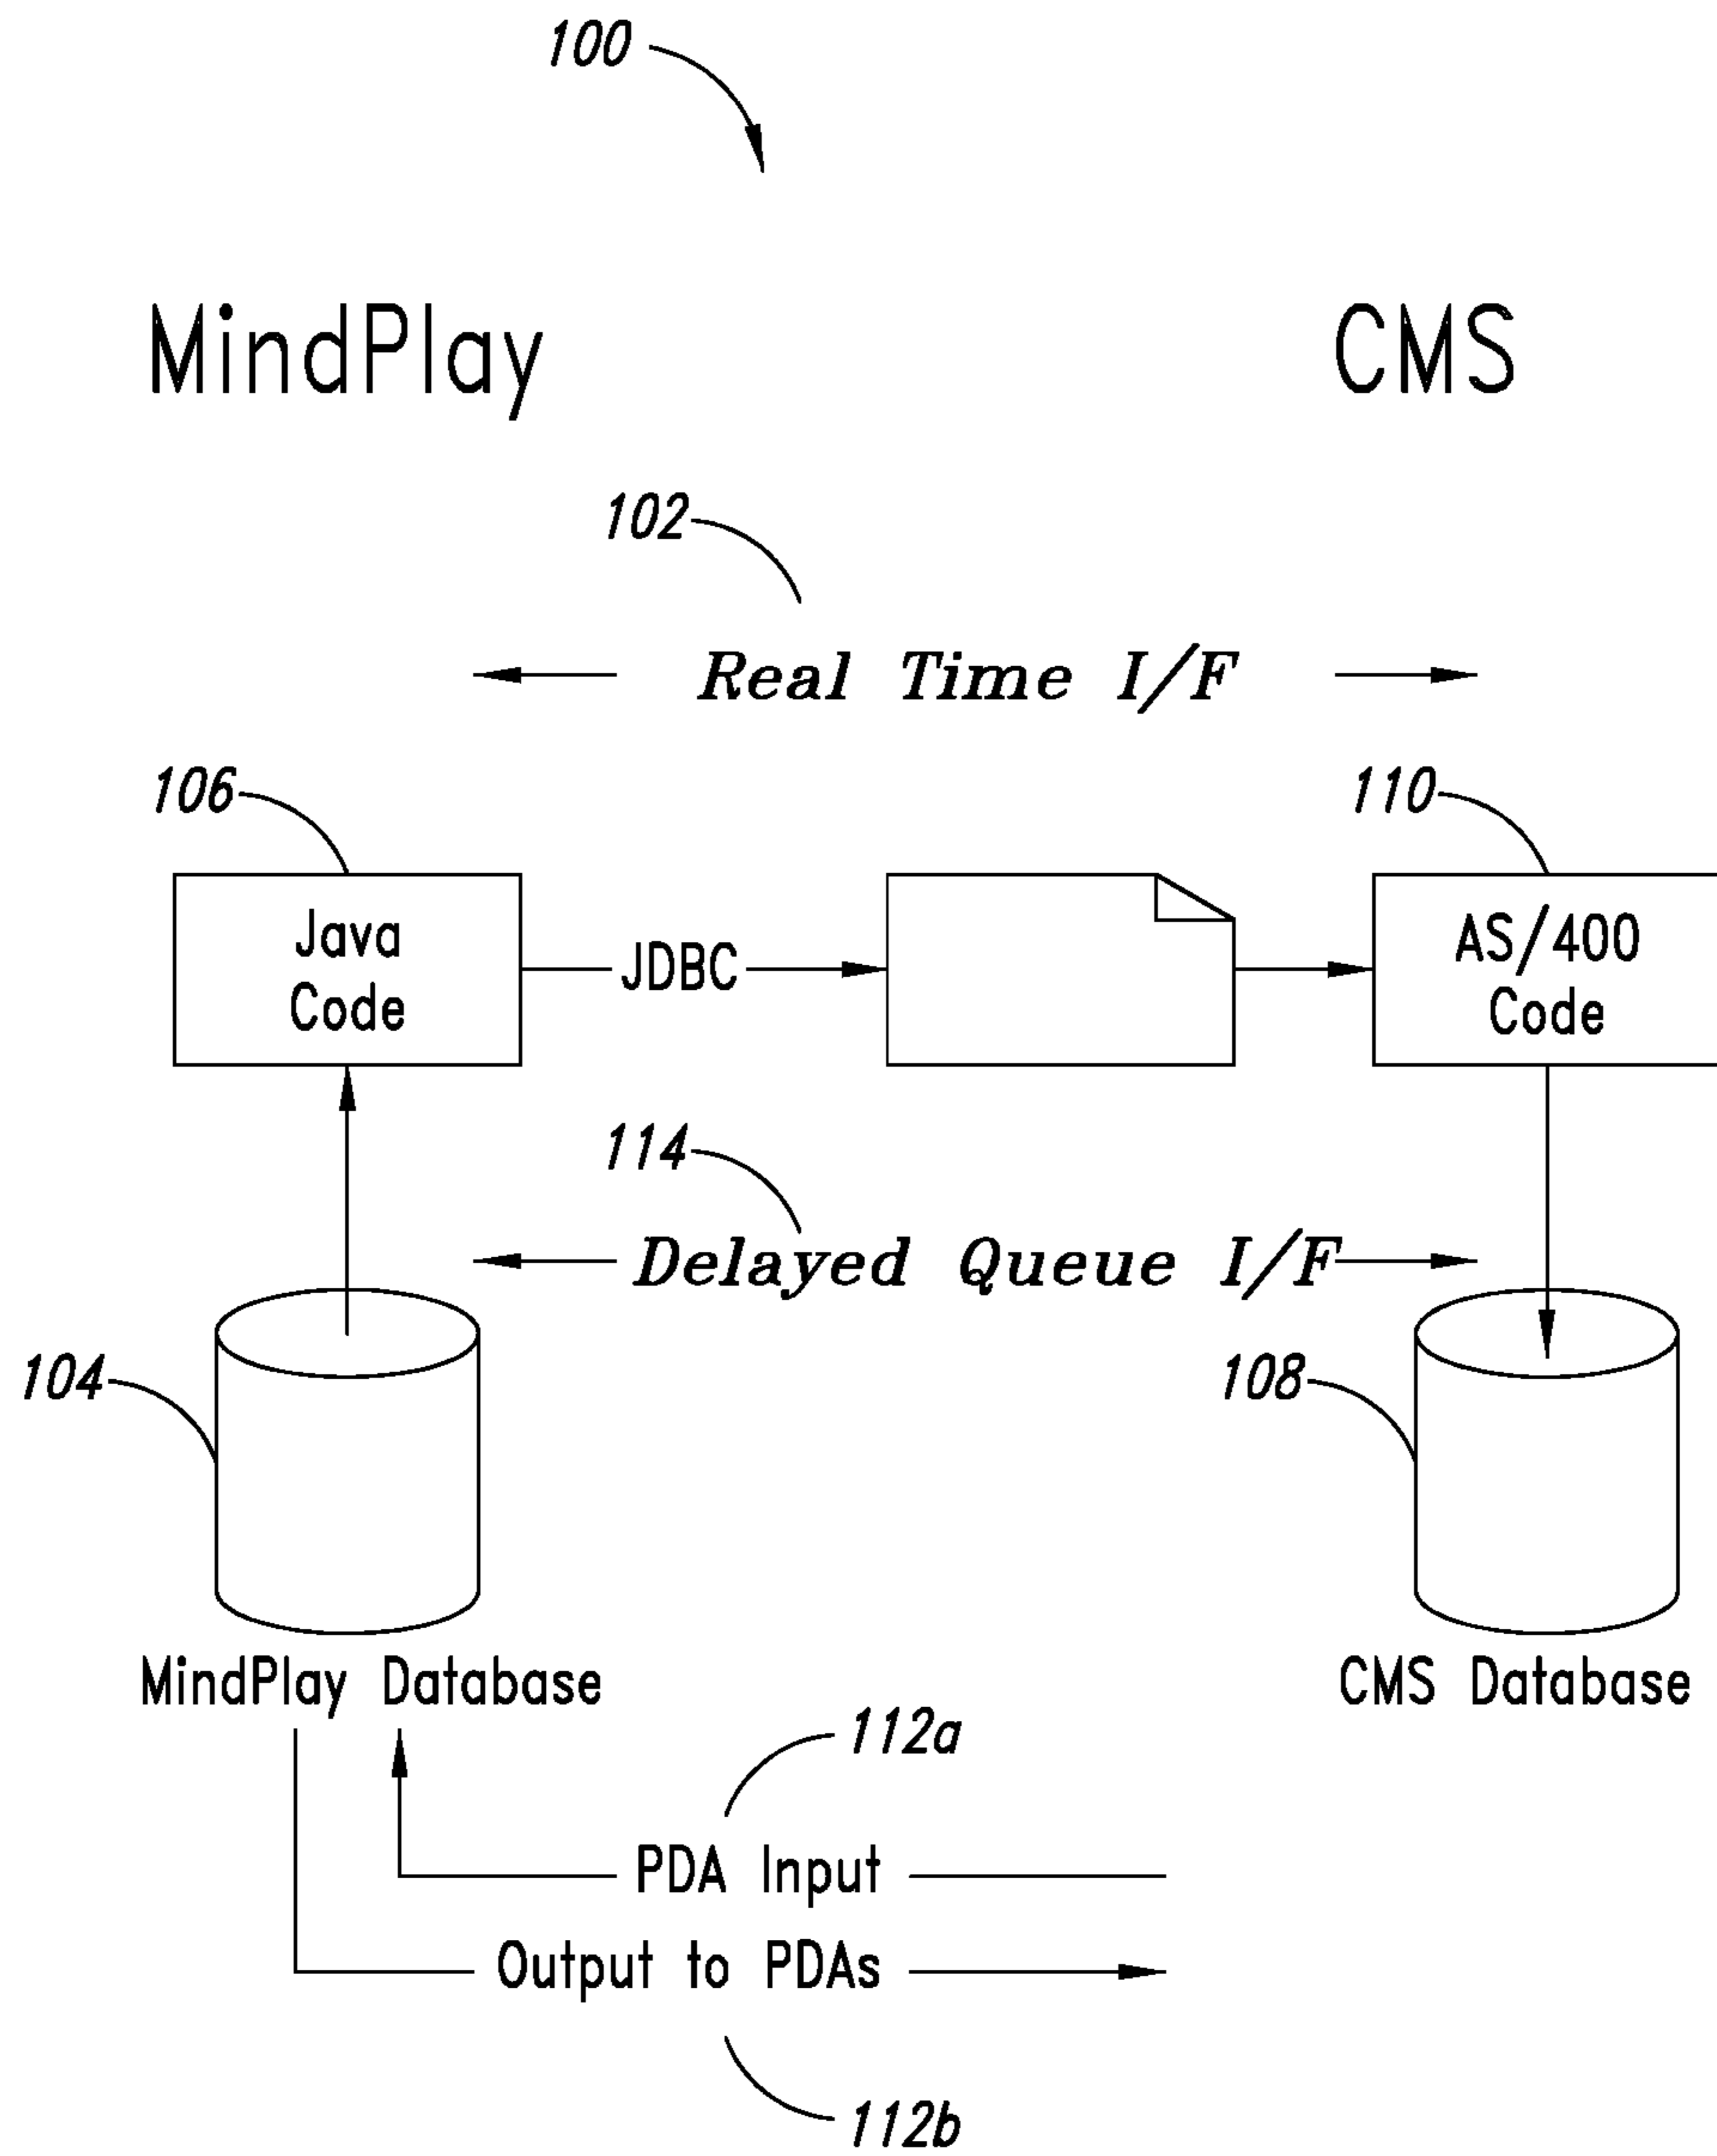 100
MindPlay
CMS
102
Real Time I/F
106
110
Java
Code
JDBC
AS/400
Code
114
Delayed Queue I/F
104
108
MindPlay Database
CMS Database
112a
PDA Input
Output to PDAs
112b